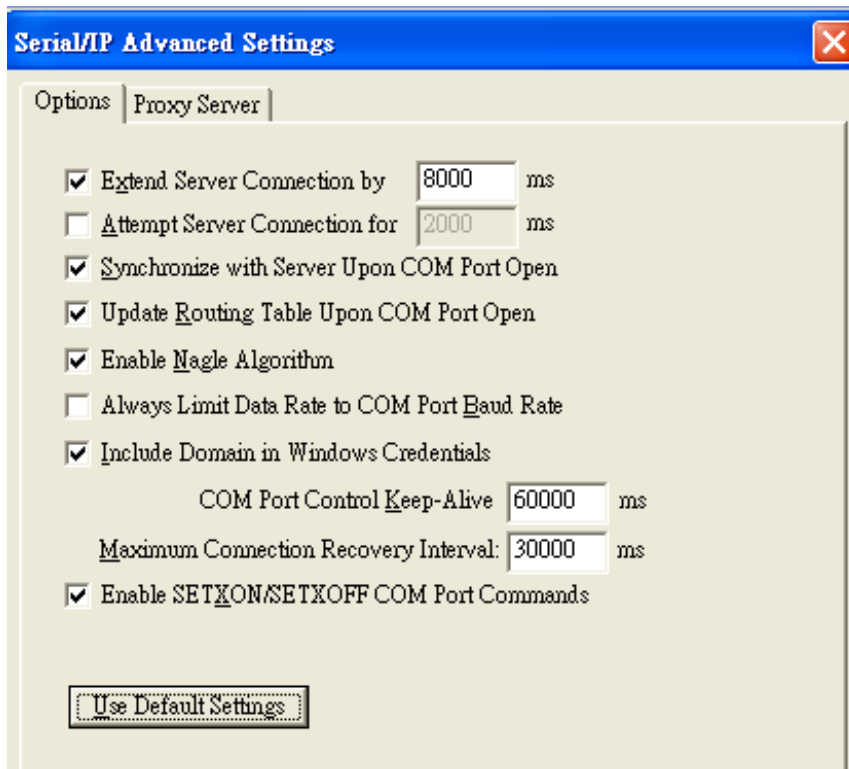 Serial/IP Advanced Settings
Options Proxy Server
Extend Server Connection by 8000 ms
Attempt Server Connection for 2000 ms
Synchronize with Server Upon COM Port Open
Update Routing Table Upon COM Port Open
Enable Nagle Algorithm
Always Limit Data Rate to COM Port Baud Rate
Include Domain in Windows Credentials
COM Port Control Keep-Alive 60000 ms
Maximum Connection Recovery Interval: 30000 ms
Enable SETXON/SETXOFF COM Port Commands
Use Default Settings